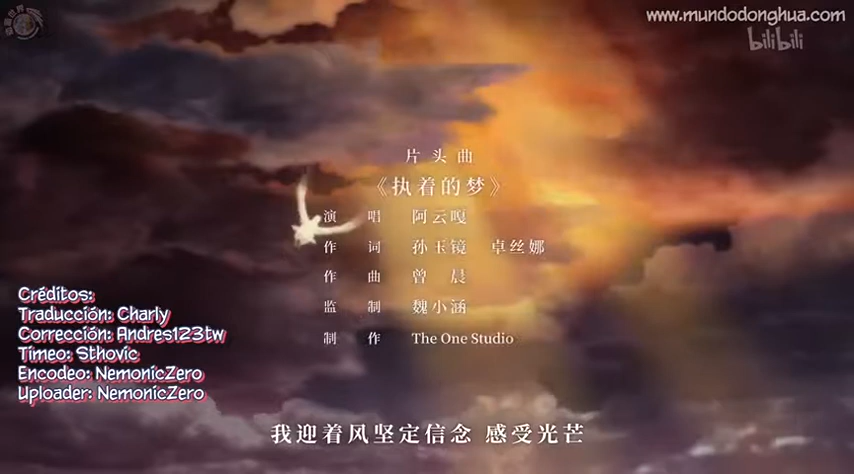 www.mundodonghua.com
bilibili
片头曲
《执着的梦》
演 唱 阿云嘎
作 词 孙玉镜 卓丝娜
作 曲 曾 晨
监 制 魏小涵
制 作 The One Studio
Créditos:
Traducción: Charly
Corrección: Andres123tw
Timeo: Sthovic
Encodeo: NemonicZero
Uploader: NemonicZero
我迎着风坚定信念 感受光芒